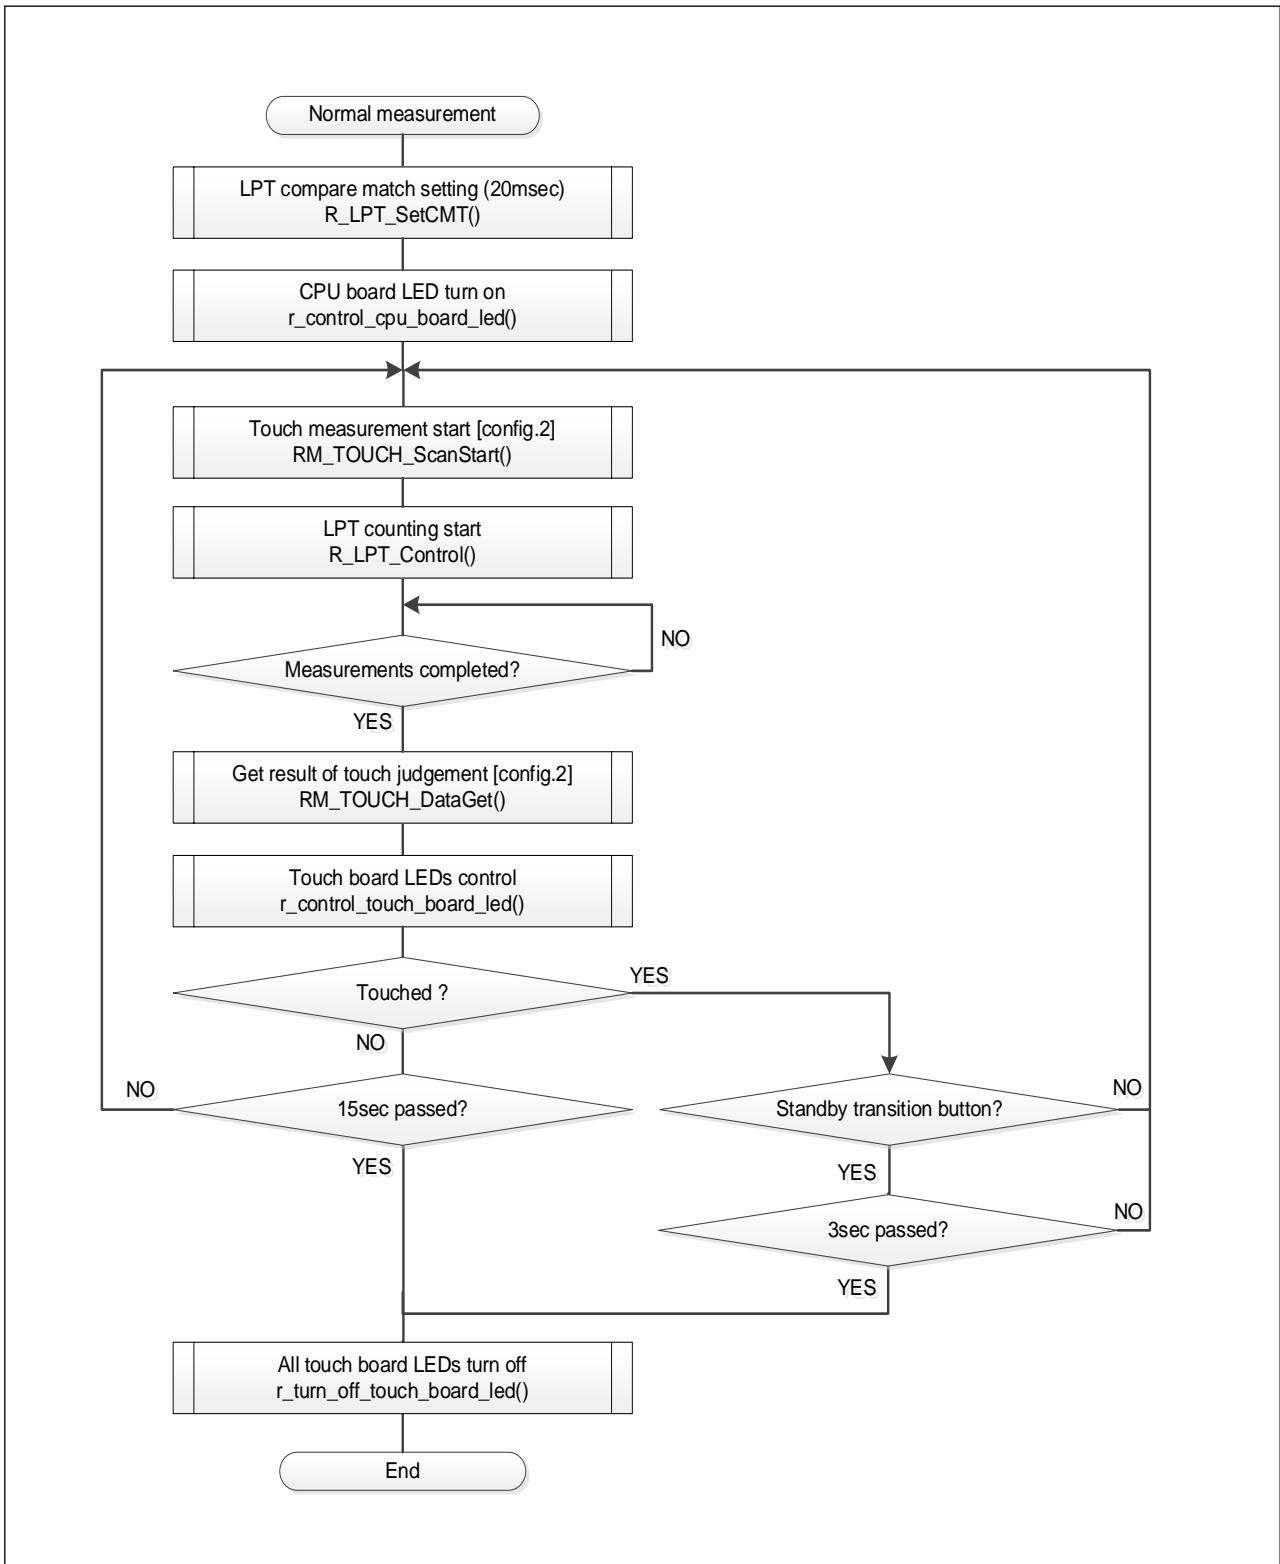 Normal measurement
LPT compare match setting (20msec)
R_LPT_SetCMT()
CPU board LED turn on
r_control_cpu_board_led()
Touch measurement start [config.2]
RM_TOUCH_ScanStart()
LPT counting start
R_LPT_Control()
NO
Measurements completed?
YES
Get result of touch judgement [config.2]
RM_TOUCH_DataGet()
Touch board LEDs control
r_control_touch_board_led()
YES
Touched ?
NO
NO
15sec passed?
YES
Standby transition button?
NO
YES
3sec passed?
NO
YES
All touch board LEDs turn off
r_turn_off_touch_board_led()
End